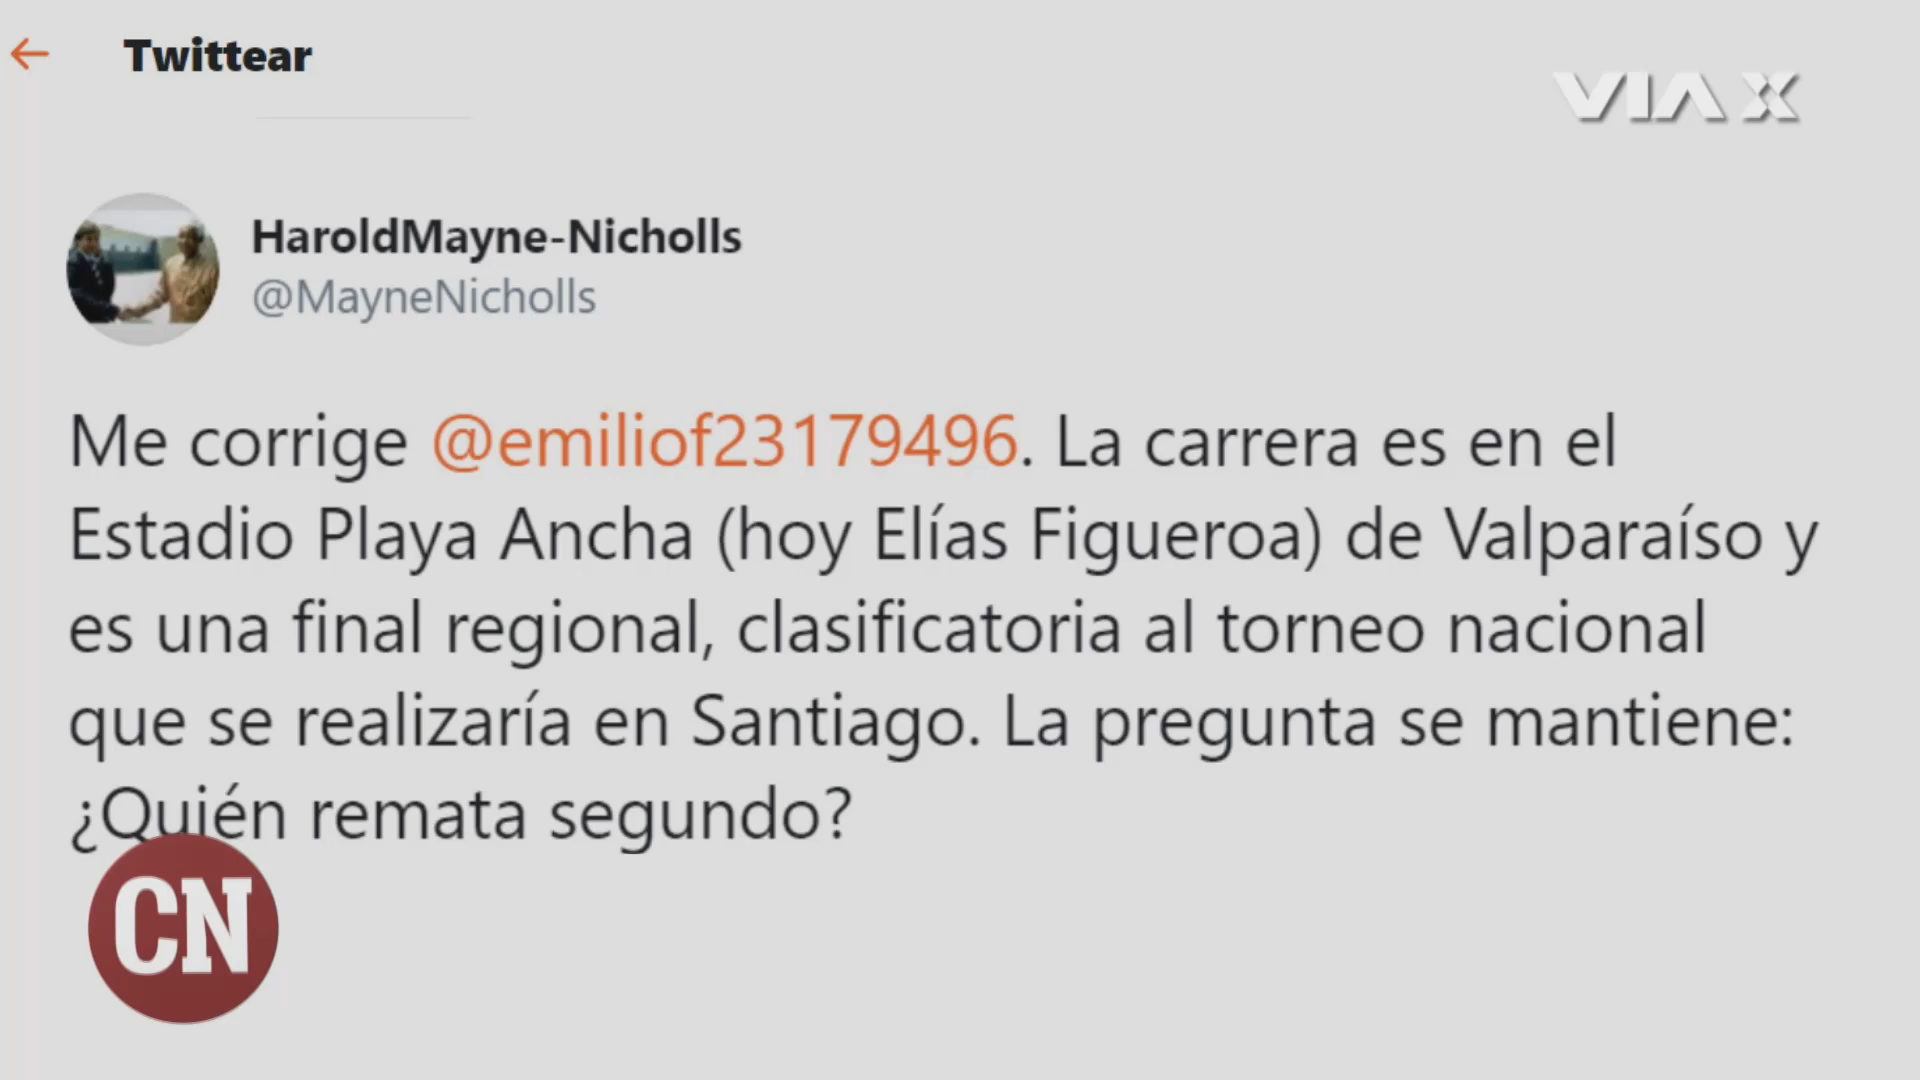 Twittear
VIA X
HaroldMayne-Nicholls
@MayneNicholls
Me corrige @emiliof23179496. La carrera es en el
Estadio Playa Ancha (hoy Elías Figueroa) de Valparaíso y
es una final regional, clasificatoria al torneo nacional
que se realizaría en Santiago. La pregunta se mantiene:
¿Quién remata segundo?
CN